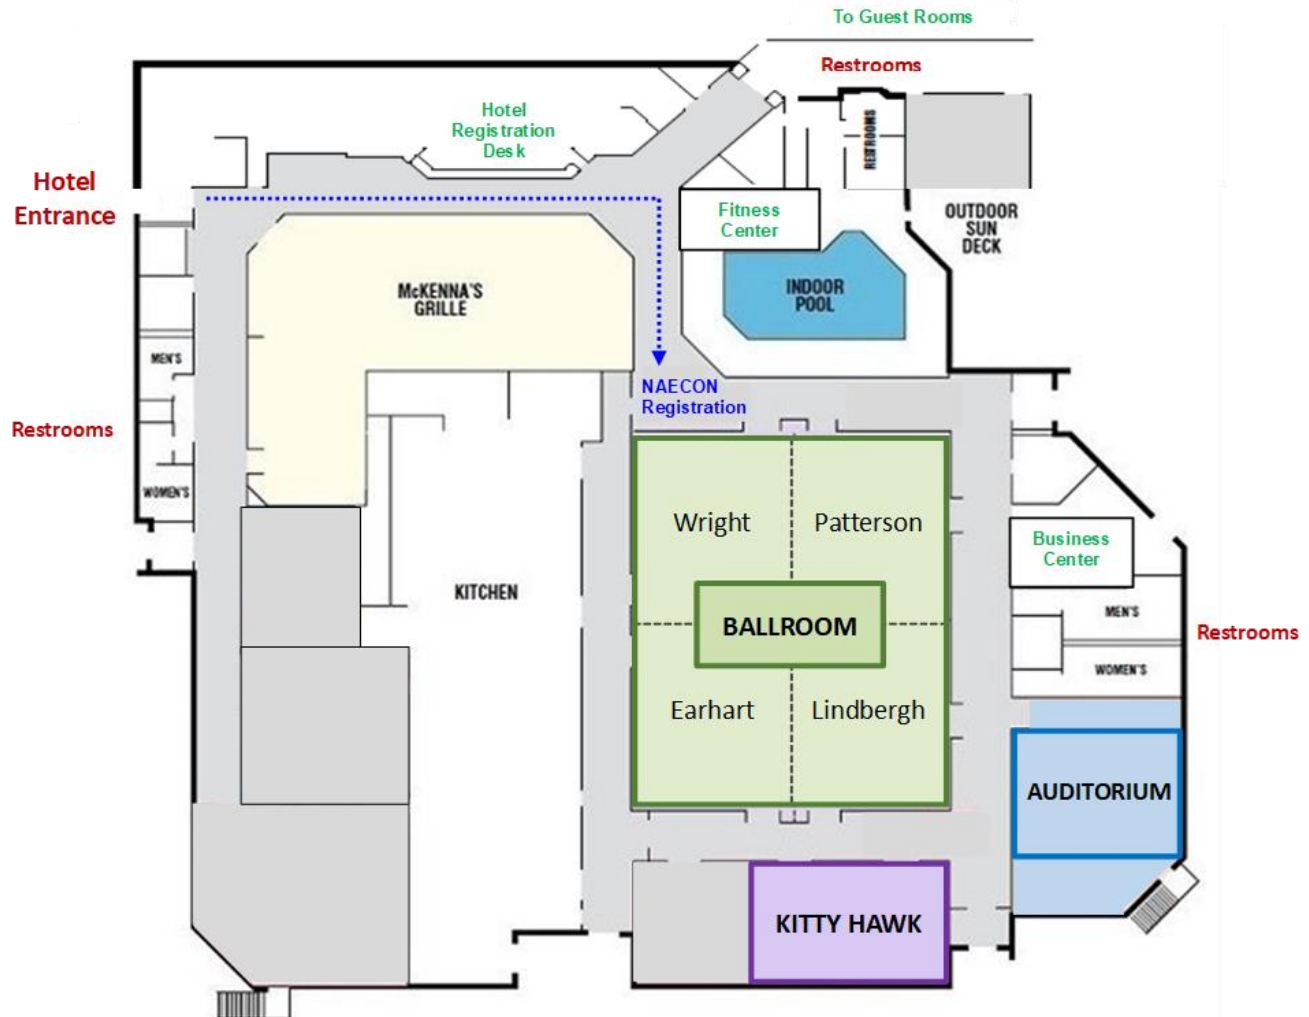 To Guest Rooms
Restrooms
Hotel
Registration
Desk
RESTROOMS
Hotel
Entrance
Fitness
Center
OUTDOOR
SUN
DECK
McKENNA'S
GRILLE
INDOOR
POOL
MEN'S
NAECON
Registration
Restrooms
WOMEN'S
Wright
Patterson
Business
Center
KITCHEN
MEN'S
BALLROOM
Restrooms
WOMEN'S
Earhart
Lindbergh
AUDITORIUM
KITTY HAWK